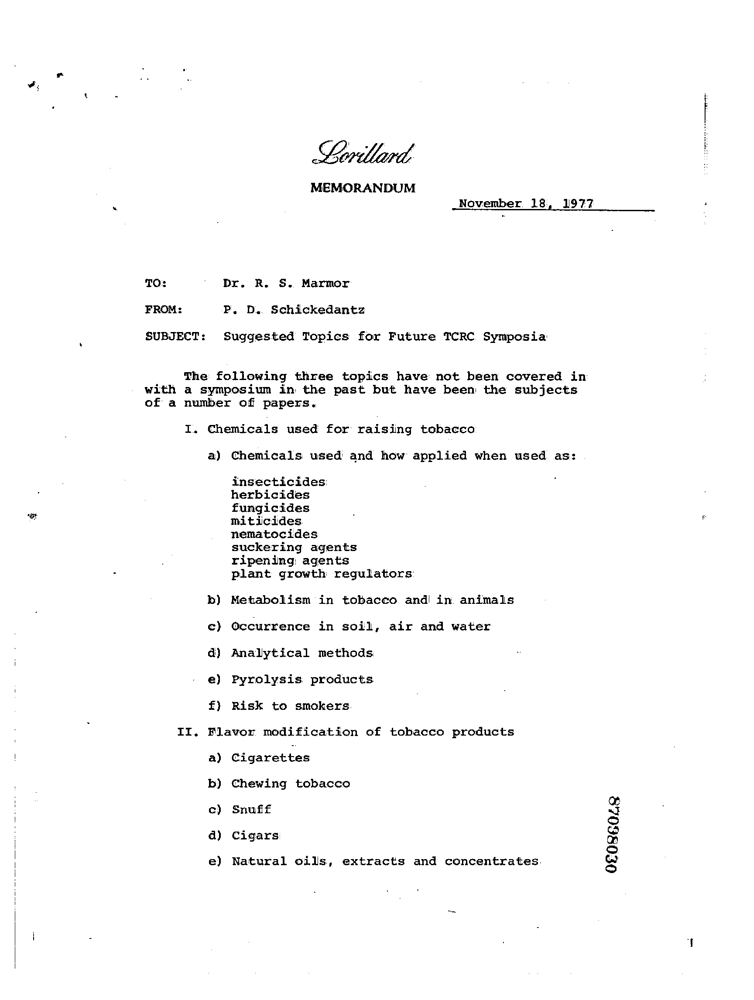 Lorillard
MEMORANDUM
November 18, 1977
TO: Dr. R. S. Marmor
FROM: P. D. Schickedantz
SUBJECT: Suggested Topics for Future TCRC Symposia
The following three topics have not been covered in
with a symposium in the past but have been the subjects
of a number of papers.
I. Chemicals used for raising tobacco
a) Chemicals used and how applied when used as:
insecticides
herbicides
fungicides
miticides
nematocides
suckering agents
ripening agents
plant growth regulators
b) Metabolism in tobacco and in animals
c) Occurrence in soil, air and water
d) Analytical methods
e) Pyrolysis products
f) Risk to smokers
II. Flavor modification of tobacco products
a) Cigarettes
b) Chewing tobacco
c) Snuff
d) Cigars
e) Natural oils, extracts and concentrates
87098030